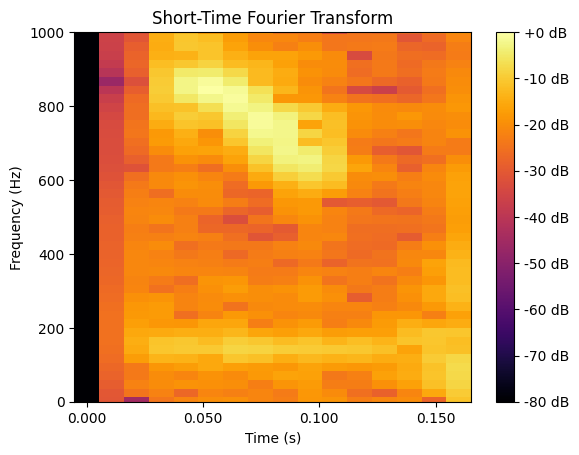 Short-Time Fourier Transform
1000
800
600
400
200
0
Frequency (Hz)
0.000
0.050
0.100
0.150
Time (s)
+0 dB
-10 dB
-20 dB
-30 dB
-40 dB
-50 dB
-60 dB
-70 dB
-80 dB